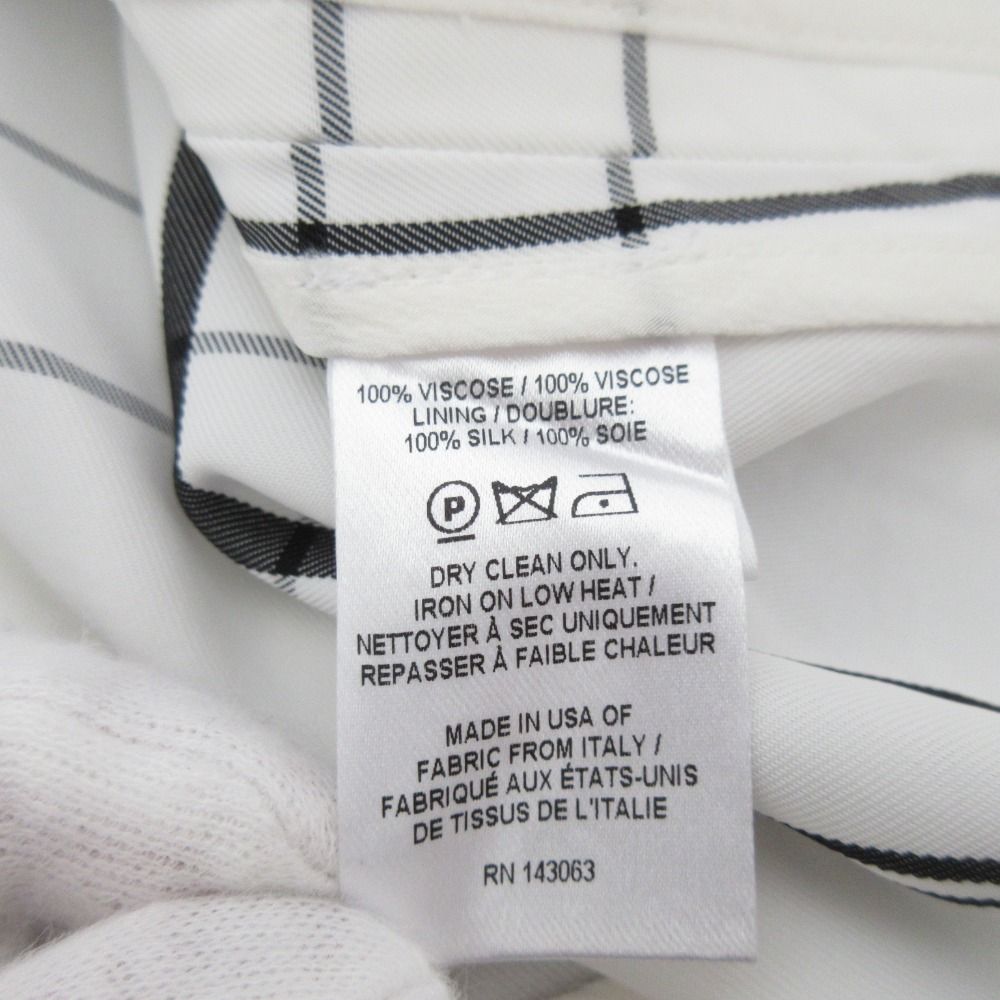 100% VISCOSE / 100% VISCOSE
LINING / DOUBLURE:
100% SILK / 100% SOIE
P
DRY CLEAN ONLY.
IRON ON LOW HEAT /
NETTOYER À SEC UNIQUEMENT
REPASSER À FAIBLE CHALEUR
MADE IN USA OF
FABRIC FROM ITALY /
FABRIQUÉ AUX ÉTATS-UNIS
DE TISSUS DE L'ITALIE
RN 143063